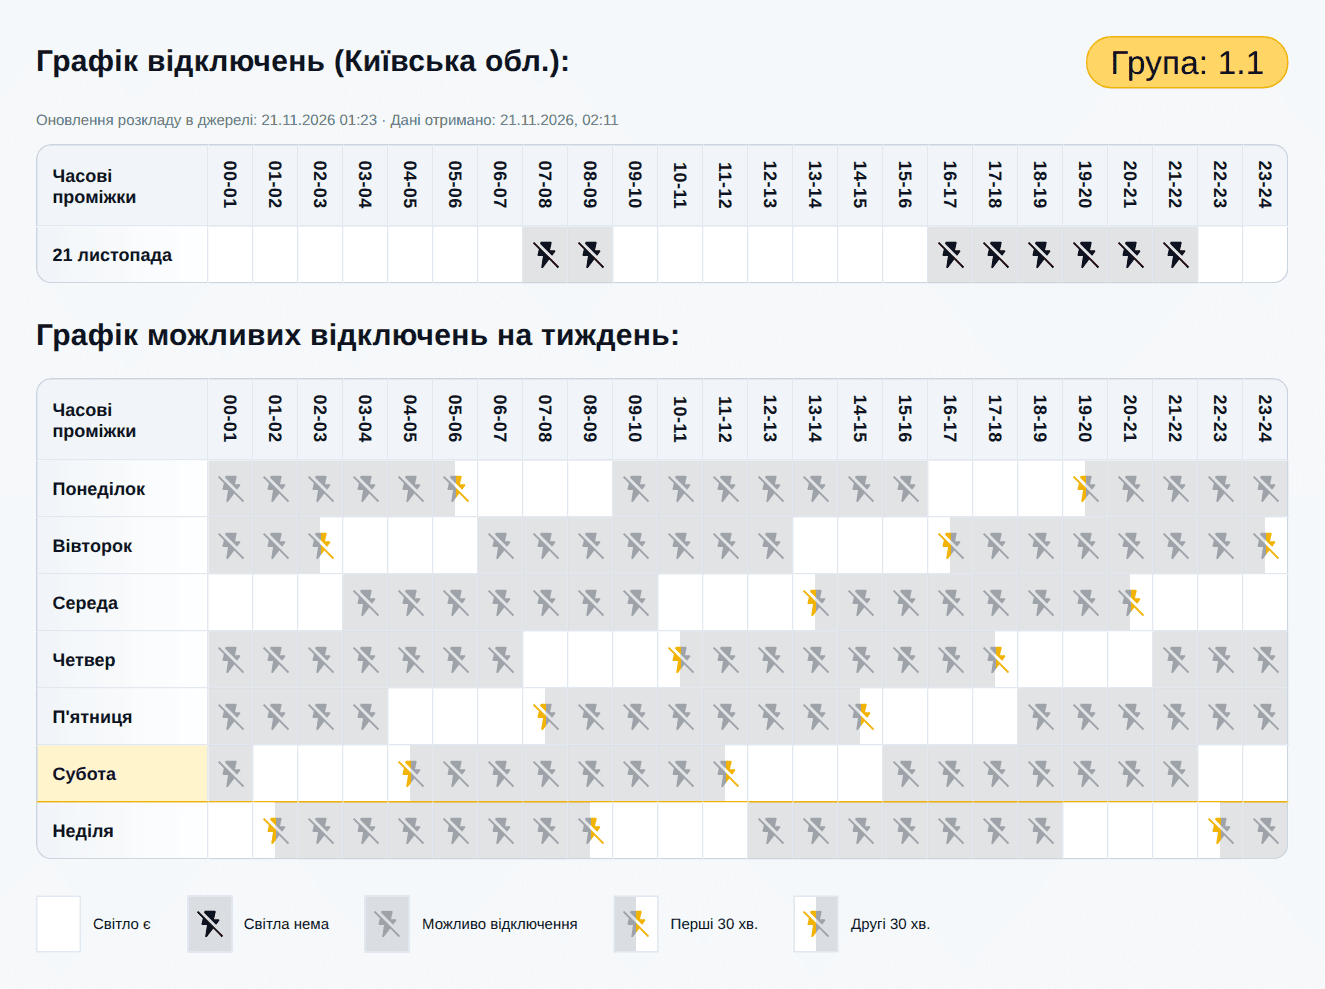 Графік відключень (Київська обл.):
Група: 1.1
Оновлення розкладу в джерелі: 21.11.2026 01:23 · Дані отримано: 21.11.2026, 02:11
Часові проміжки 00-01 01-02 02-03 03-04 04-05 05-06 06-07 07-08 08-09 09-10 10-11 11-12 12-13 13-14 14-15 15-16 16-17 17-18 18-19 19-20 20-21 21-22 22-23 23-24
21 листопада
Графік можливих відключень на тиждень:
Часові проміжки 00-01 01-02 02-03 03-04 04-05 05-06 06-07 07-08 08-09 09-10 10-11 11-12 12-13 13-14 14-15 15-16 16-17 17-18 18-19 19-20 20-21 21-22 22-23 23-24
Понеділок
Вівторок
Середа
Четвер
П'ятниця
Субота
Неділя
Світло є Світла нема Можливо відключення Перші 30 хв. Другі 30 хв.